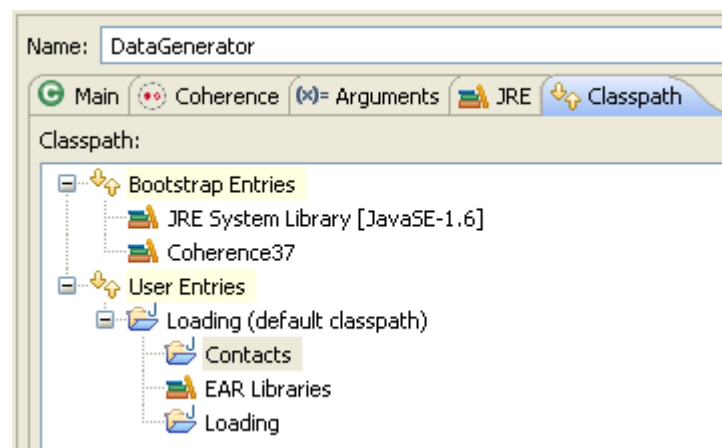 Name: DataGenerator
Main Coherence (x)= Arguments JRE Classpath
Classpath:
Bootstrap Entries
JRE System Library [JavaSE-1.6]
Coherence37
User Entries
Loading (default classpath)
Contacts
EAR Libraries
Loading